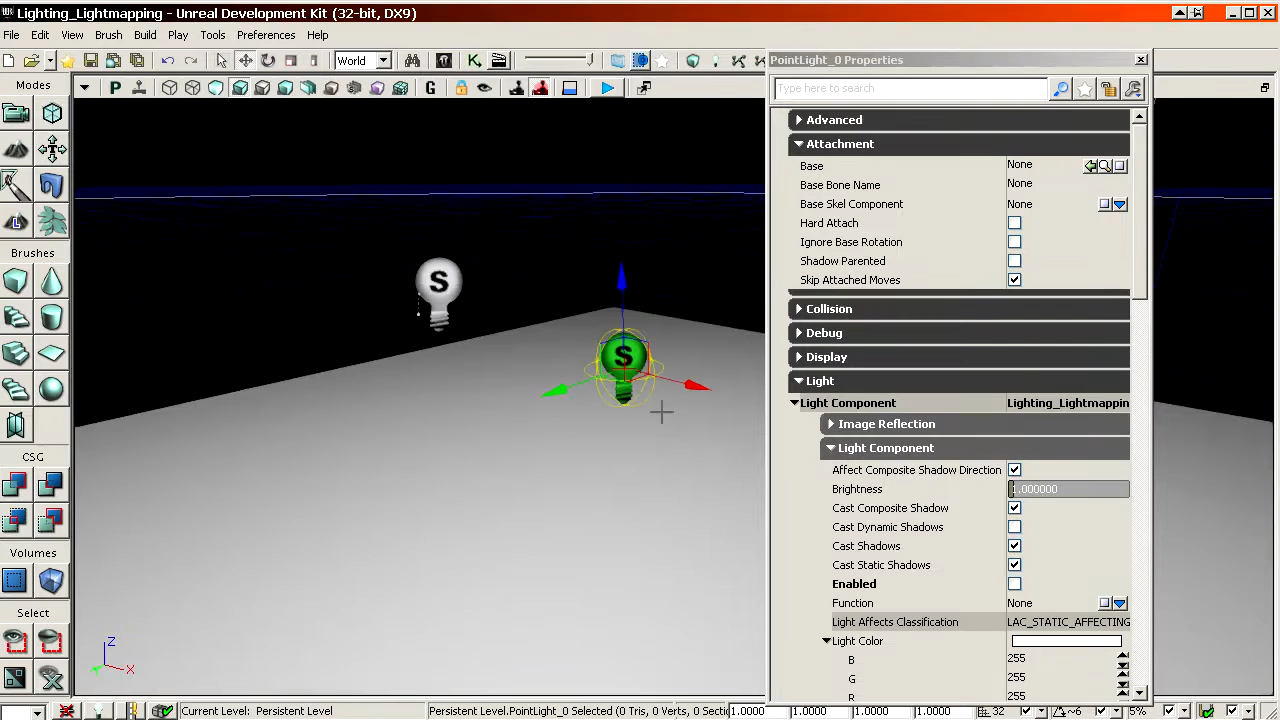 Lighting_Lightmapping - Unreal Development Kit (32-bit, DX9)
File Edit View Brush Build Play Tools Preferences Help
World
Modes
Brushes
CSG
Volumes
Select
P
G
S
S
Z
X
Y
PointLight_0 Properties
Type here to search
Advanced
Attachment
Base None
Base Bone Name None
Base Skel Component None
Hard Attach
Ignore Base Rotation
Shadow Parented
Skip Attached Moves
Collision
Debug
Display
Light
Light Component Lighting_Lightmappin
Image Reflection
Light Component
Affect Composite Shadow Direction
Brightness 1.000000
Cast Composite Shadow
Cast Dynamic Shadows
Cast Shadows
Cast Static Shadows
Enabled
Function None
Light Affects Classification LAC_STATIC_AFFECTING
Light Color
B 255
G 255
R 255
Current Level: Persistent Level Persistent Level.PointLight_0 Selected (0 Tris, 0 Verts, 0 Secti 1.0000 1.0000 1.0000 1.0000 32 ~6 5%